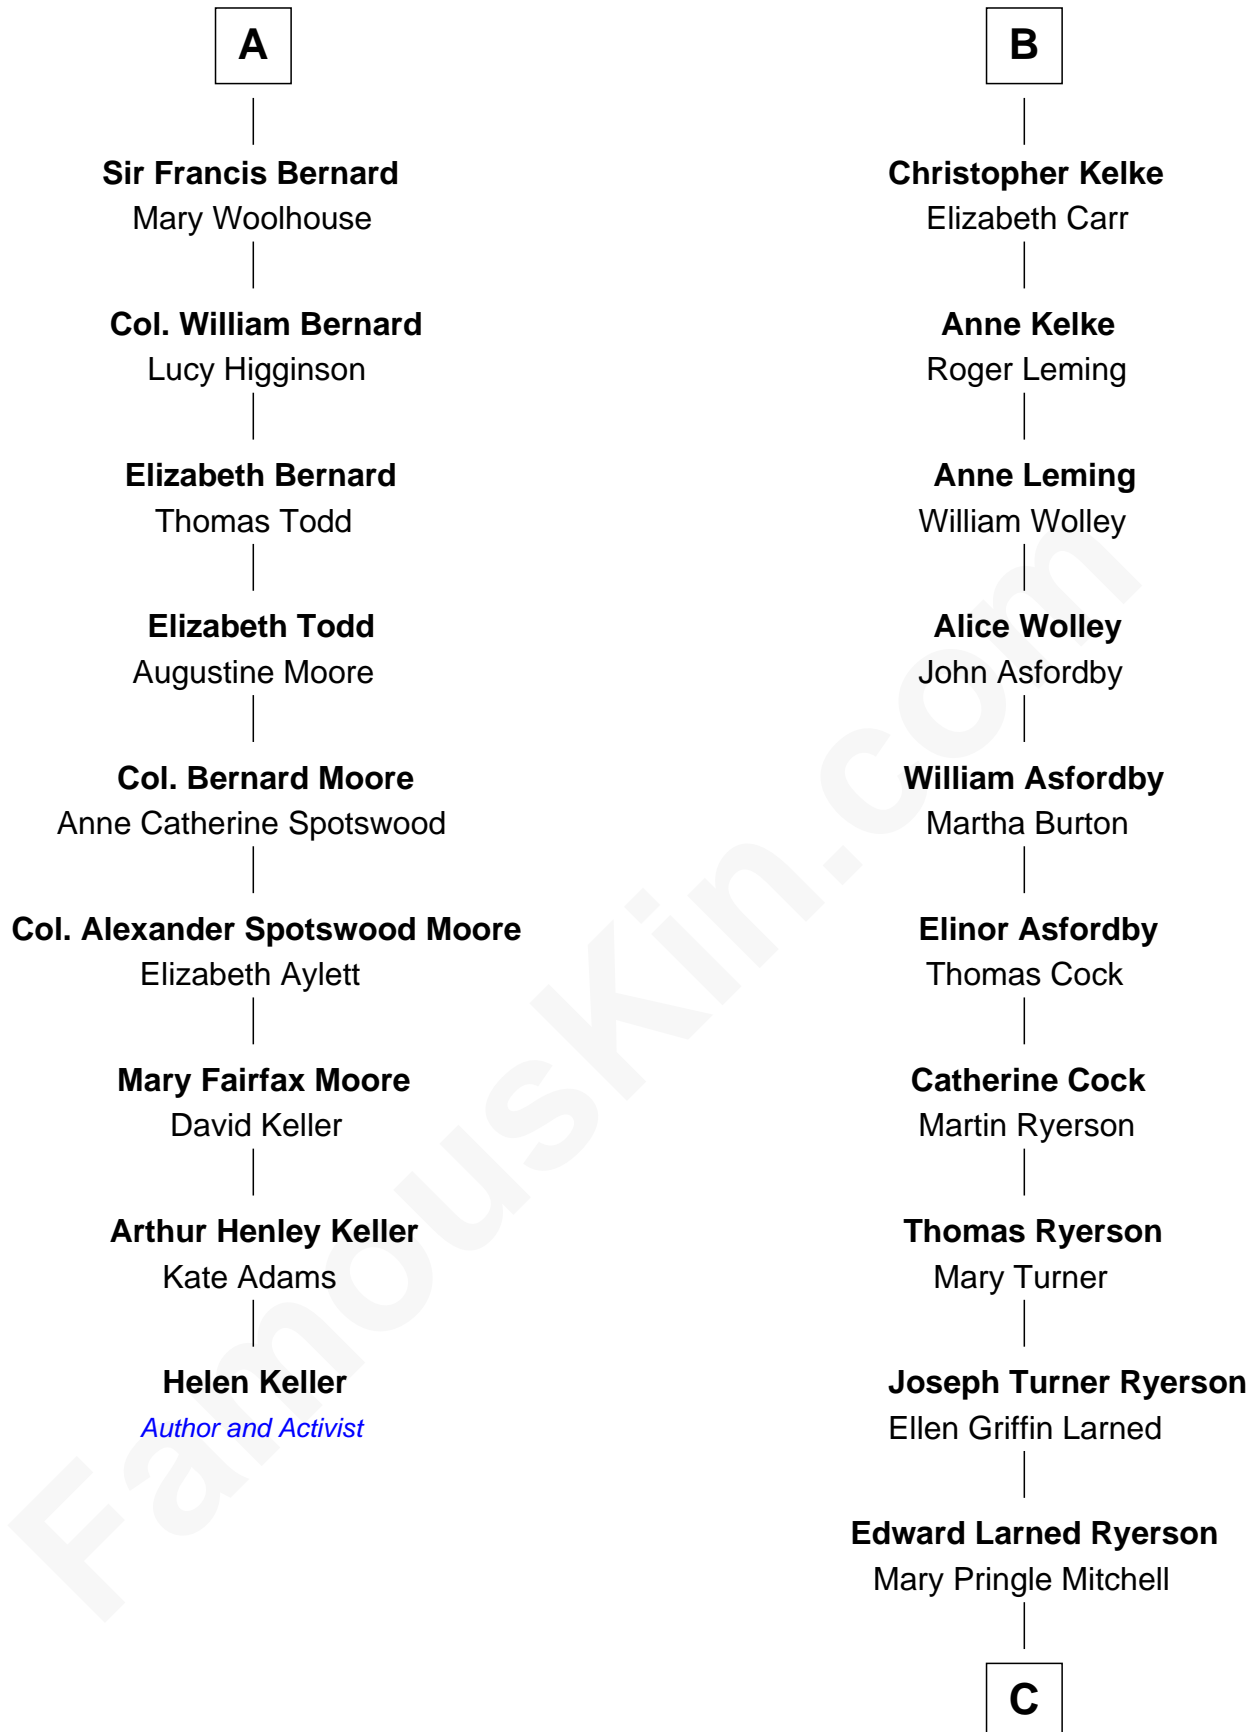 A
Sir Francis Bernard
Mary Woolhouse
Col. William Bernard
Lucy Higginson
Elizabeth Bernard
Thomas Todd
Elizabeth Todd
Augustine Moore
Col. Bernard Moore
Anne Catherine Spotswood
Col. Alexander Spotswood Moore
Elizabeth Aylett
Mary Fairfax Moore
David Keller
Arthur Henley Keller
Kate Adams
Helen Keller
Author and Activist
B
Christopher Kelke
Elizabeth Carr
Anne Kelke
Roger Leming
Anne Leming
William Wolley
Alice Wolley
John Asfordby
William Asfordby
Martha Burton
Elinor Asfordby
Thomas Cock
Catherine Cock
Martin Ryerson
Thomas Ryerson
Mary Turner
Joseph Turner Ryerson
Ellen Griffin Larned
Edward Larned Ryerson
Mary Pringle Mitchell
C
FamousKin.com